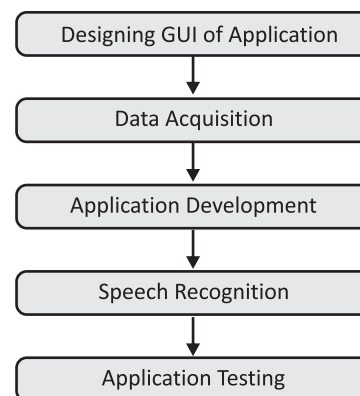 Designing GUI of Application
Data Acquisition
Application Development
Speech Recognition
Application Testing